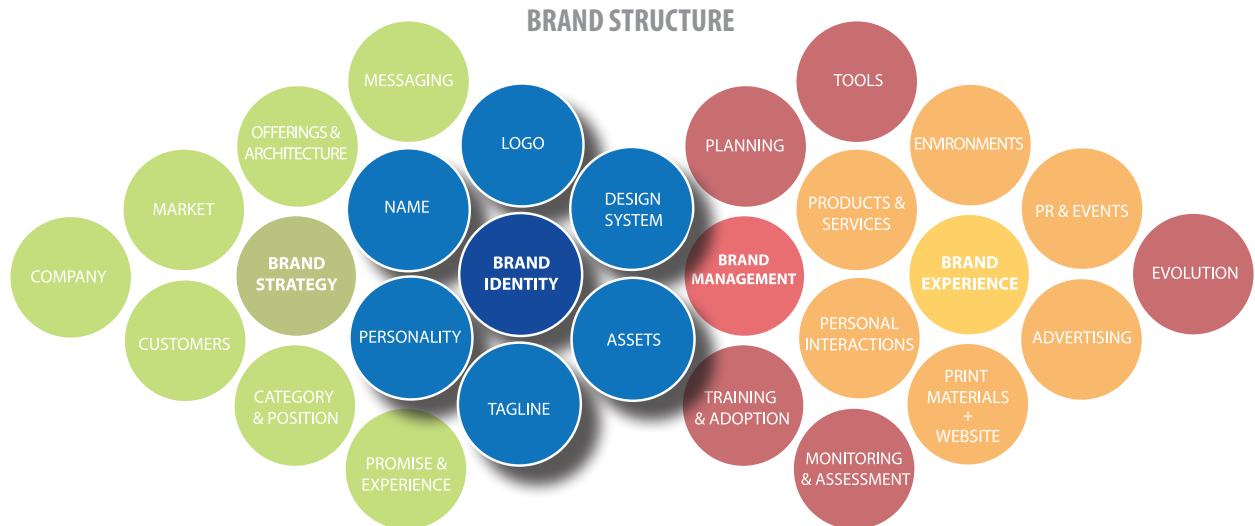 BRAND STRUCTURE
COMPANY
MARKET
CUSTOMERS
OFFERINGS &
ARCHITECTURE
BRAND
STRATEGY
CATEGORY
& POSITION
MESSAGING
NAME
PERSONALITY
PROMISE &
EXPERIENCE
LOGO
BRAND
IDENTITY
TAGLINE
DESIGN
SYSTEM
ASSETS
PLANNING
BRAND
MANAGEMENT
TRAINING
& ADOPTION
TOOLS
PRODUCTS &
SERVICES
PERSONAL
INTERACTIONS
MONITORING
& ASSESSMENT
ENVIRONMENTS
BRAND
EXPERIENCE
PRINT
MATERIALS
+
WEBSITE
PR & EVENTS
ADVERTISING
EVOLUTION